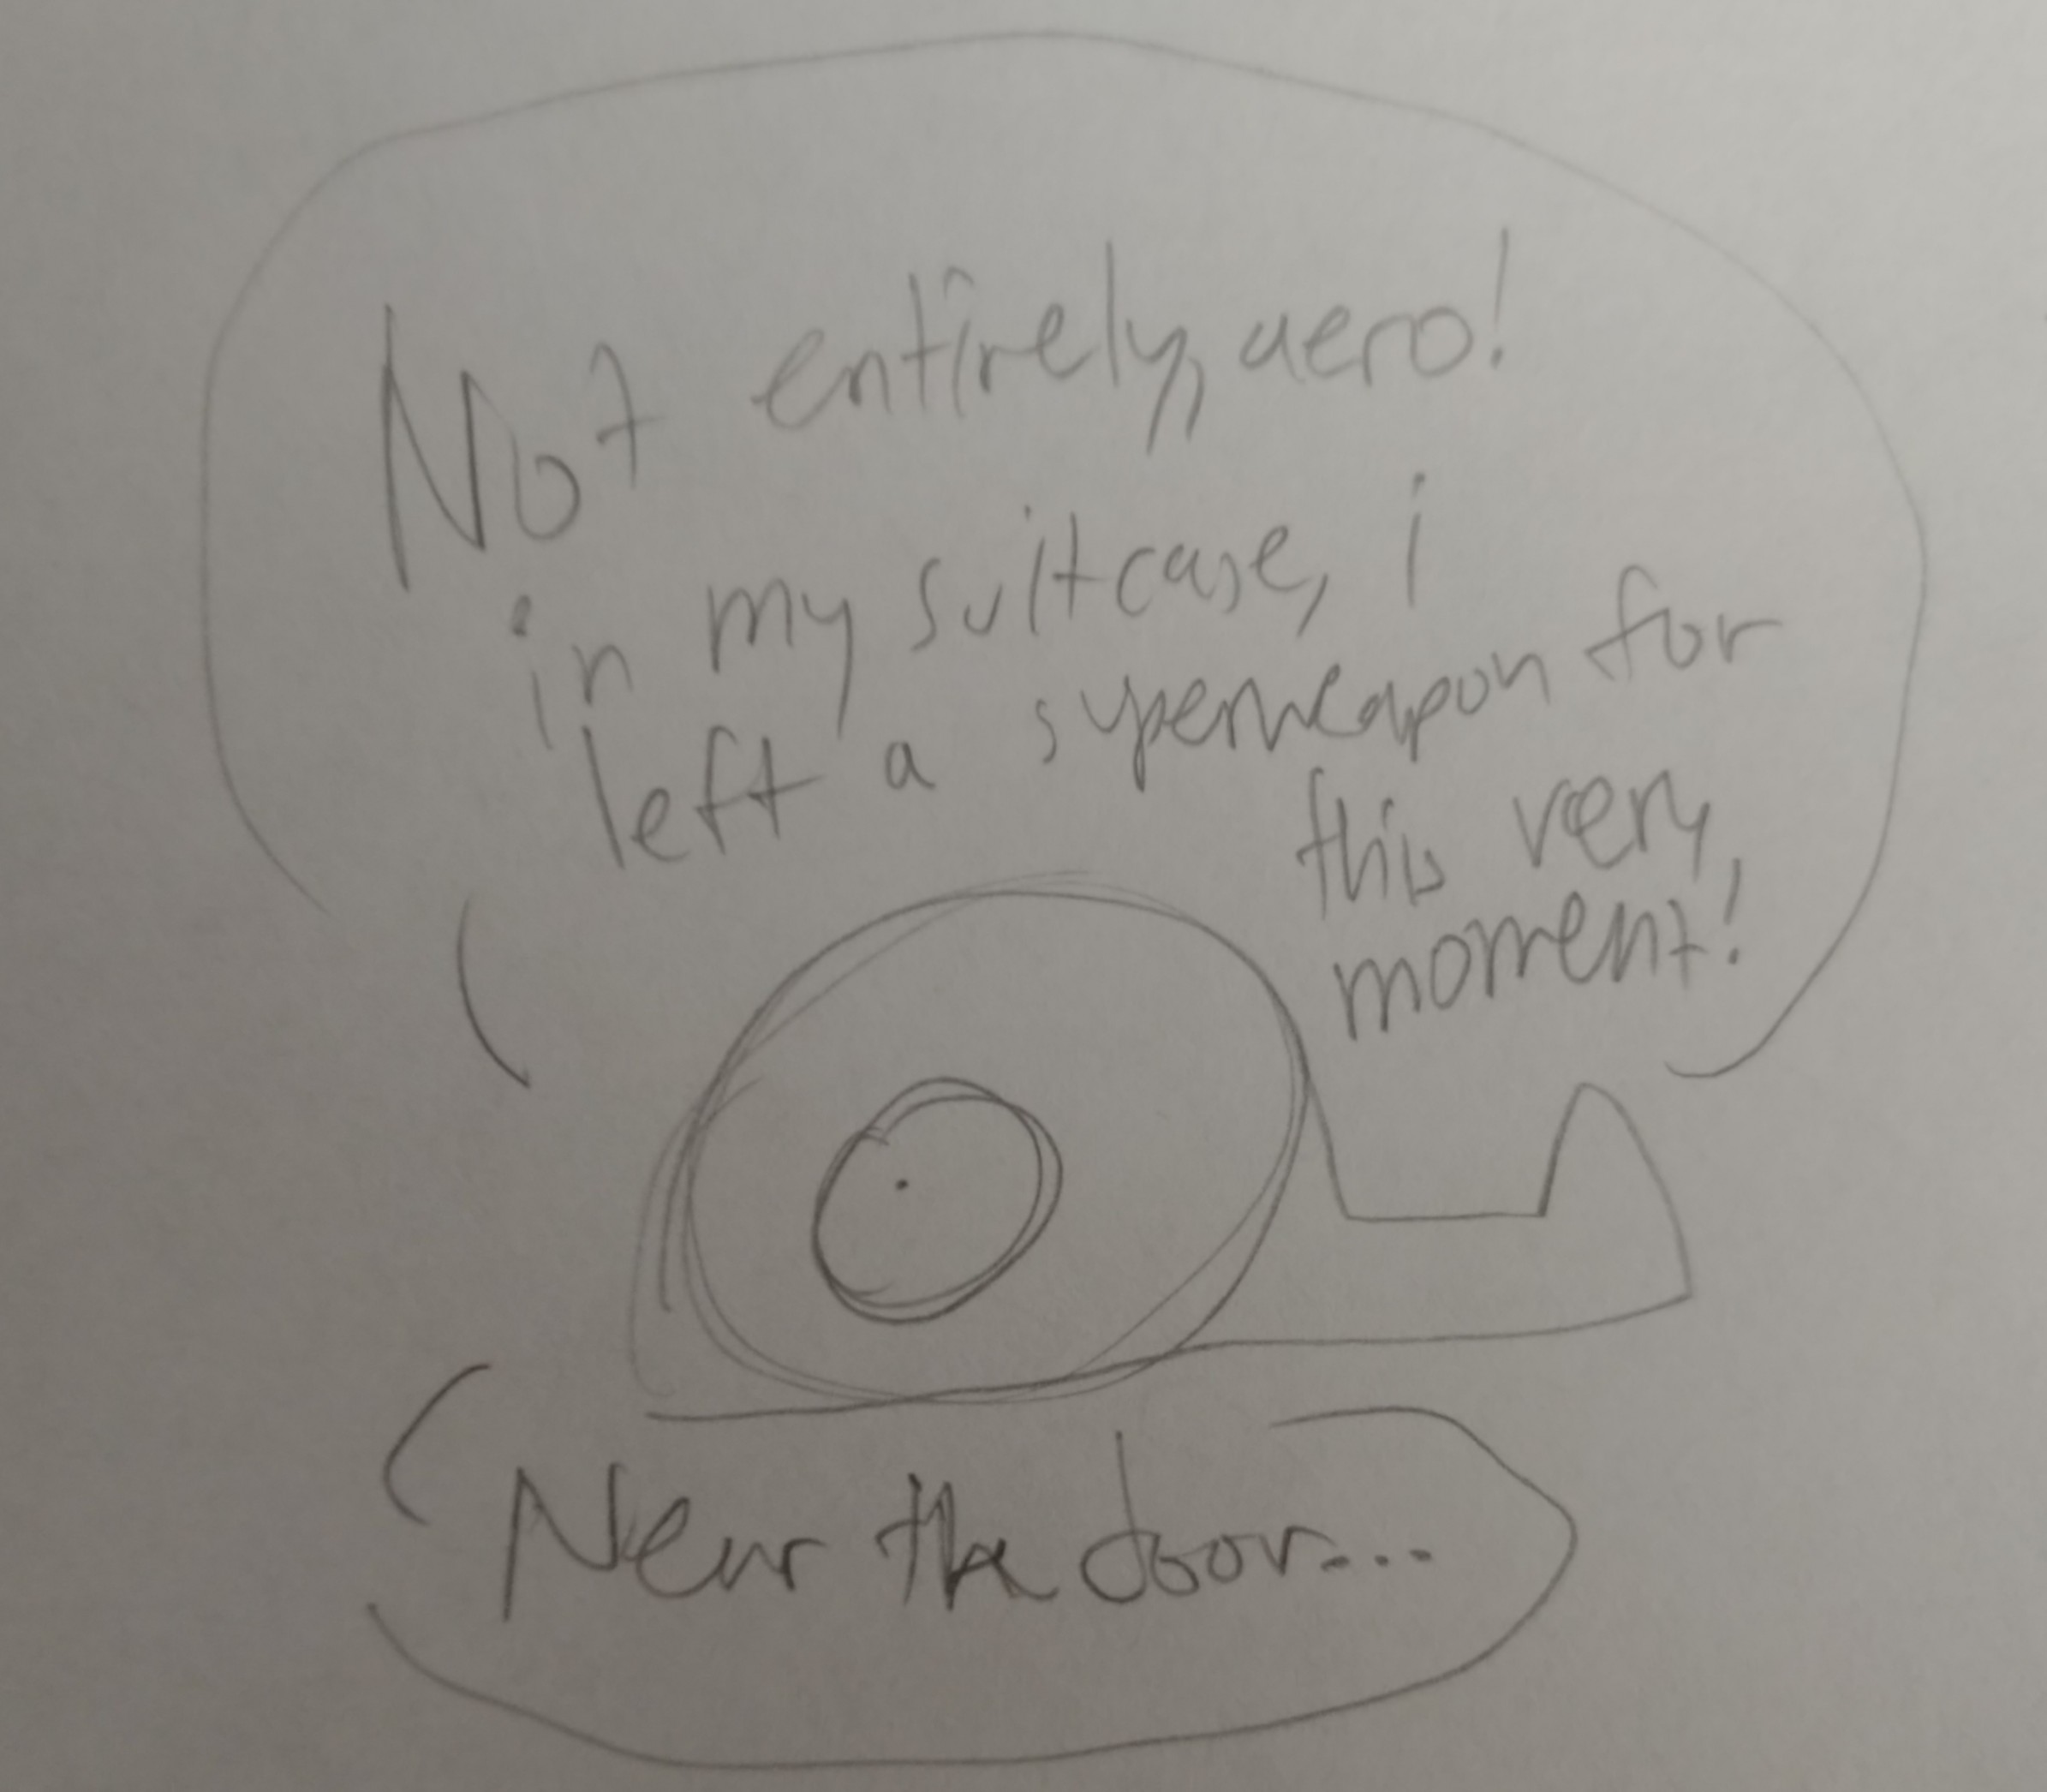 Not entirely, aero!
in my suitcase, i
left a superweapon for
this very
moment!
Near the door...